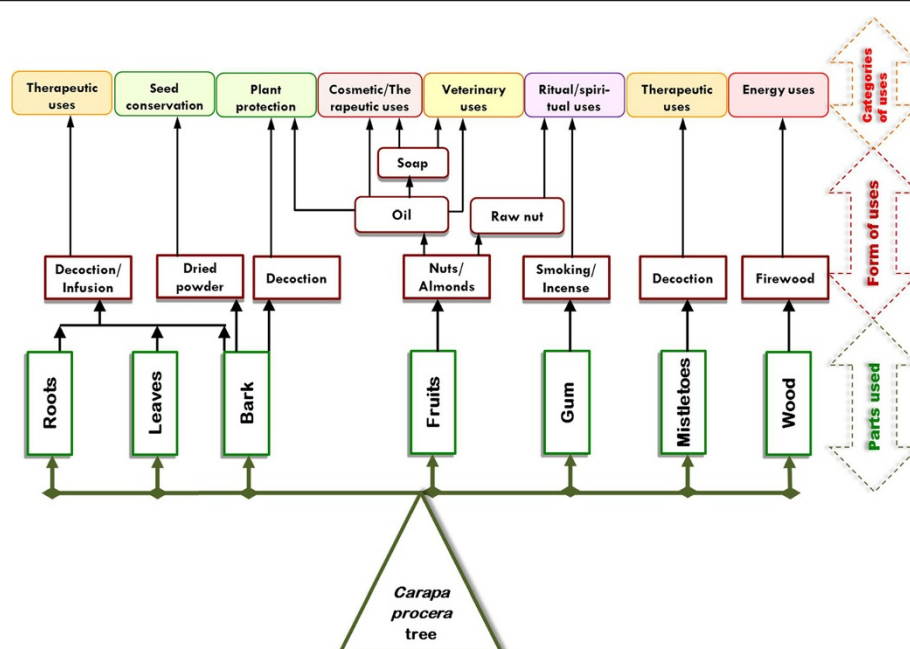 Therapeutic
uses
Seed
conservation
Plant
protection
Cosmetic/The
rapeutic uses
Veterinary
uses
Ritual/spiri-
tual uses
Therapeutic
uses
Energy uses
Categories
of uses
Soap
Oil
Raw nut
Form of uses
Decoction/
Infusion
Dried
powder
Decoction
Nuts/
Almonds
Smoking/
Incense
Decoction
Firewood
Roots
Leaves
Bark
Fruits
Gum
Mistletoes
Wood
Parts used
Carapa
procera
tree